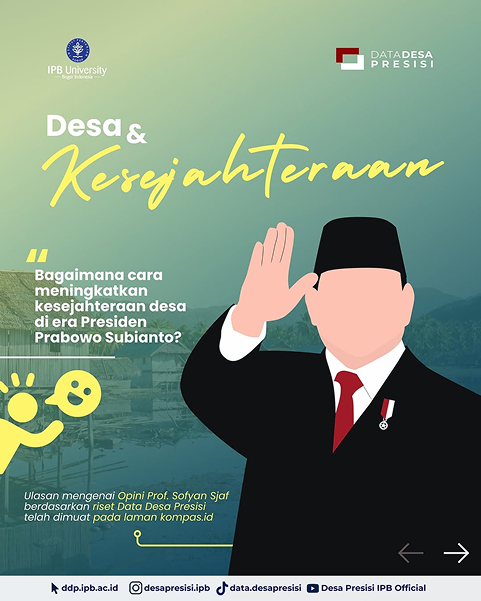 IPB University
Bogor Indonesia
DATA DESA
PRESISI
Desa &
Kesejahteraan
“
Bagaimana cara
meningkatkan
kesejahteraan desa
di era Presiden
Prabowo Subianto?
Ulasan mengenai Opini Prof. Sofyan Sjaf
berdasarkan riset Data Desa Presisi
telah dimuat pada laman kompas.id
ddp.ipb.ac.id desapresisi.ipb data.desapresisi Desa Presisi IPB Official